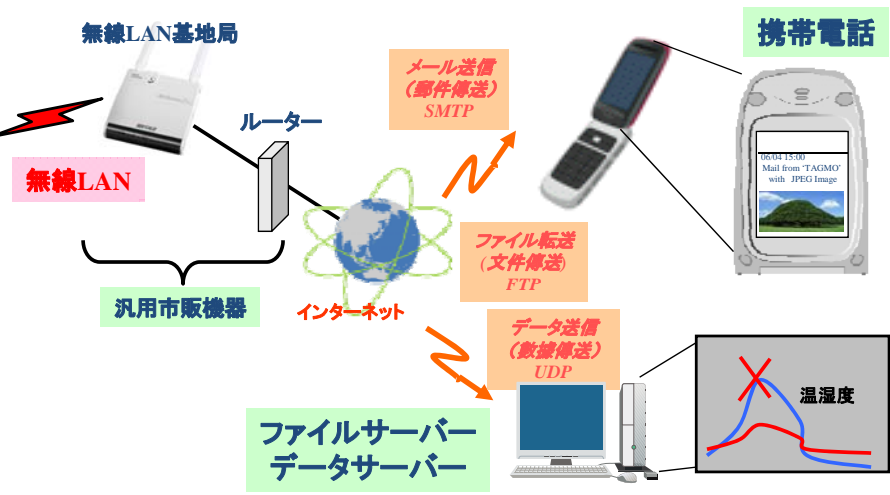 無線LAN基地局
携帯電話
メール送信
（郵件傳送）
SMTP
ルーター
無線LAN
06/04 15:00
Mail from ‘TAGMO’
with JPEG Image
ファイル転送
(文件傳送)
FTP
汎用市販機器
インターネット
データ送信
（數據傳送）
UDP
温湿度
ファイルサーバー
データサーバー